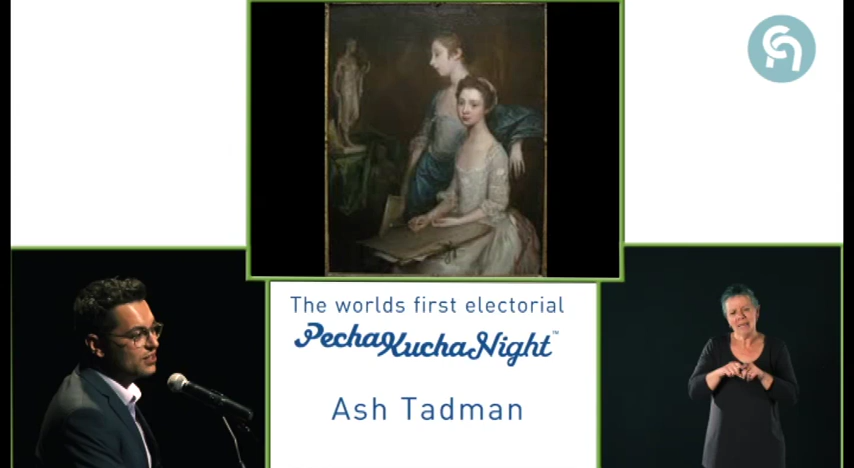 The worlds first electorial
PechaKuchaNight™
Ash Tadman